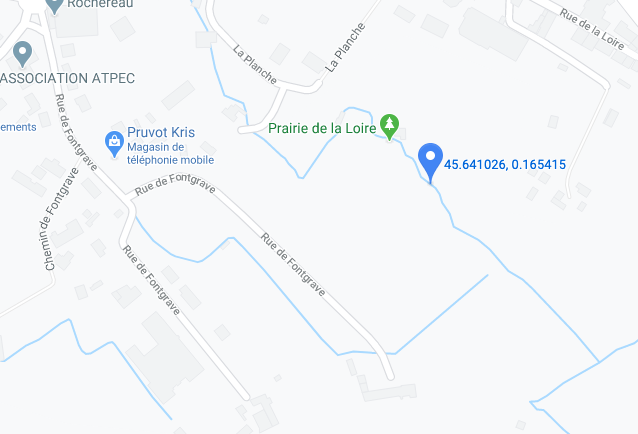 Rochereau
Rue de la Loire
La Planche
La Planche
ASSOCIATION ATPEC
Rue de Fontgrave
ements
Pruvot Kris
Magasin de
téléphonie mobile
Prairie de la Loire
45.641026, 0.165415
Rue de Fontgrave
Chemin de Fontgrave
Rue de Fontgrave
Rue de Fontgrave